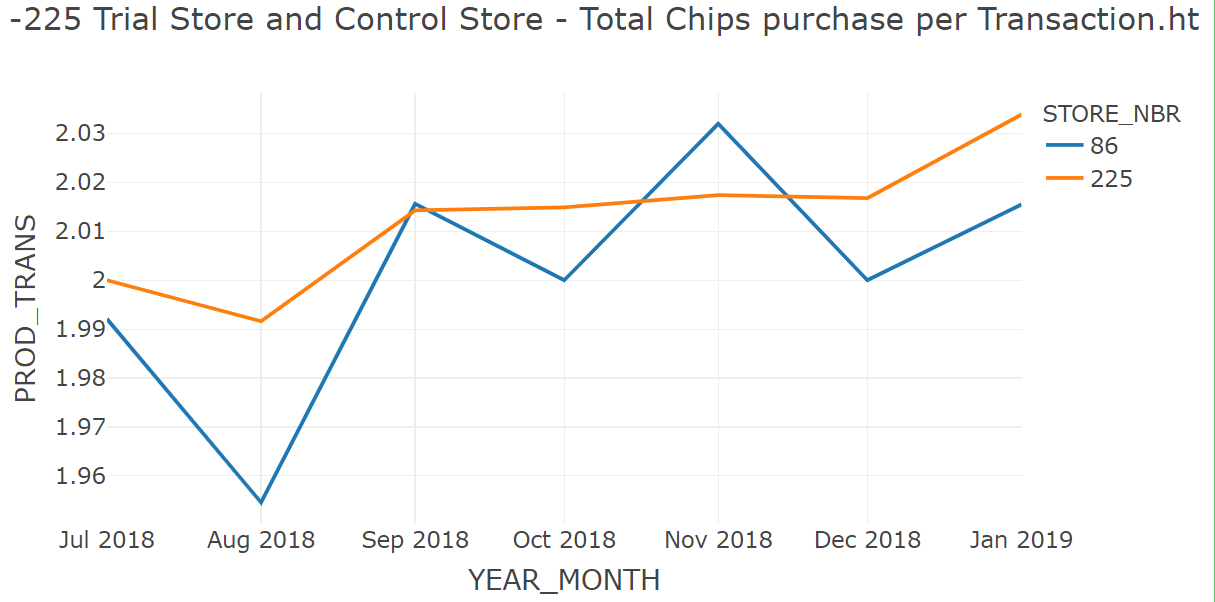 -225 Trial Store and Control Store - Total Chips purchase per Transaction.ht
STORE_NBR
86
225
PROD_TRANS
2.03
2.02
2.01
2
1.99
1.98
1.97
1.96
Jul 2018 Aug 2018 Sep 2018 Oct 2018 Nov 2018 Dec 2018 Jan 2019
YEAR_MONTH